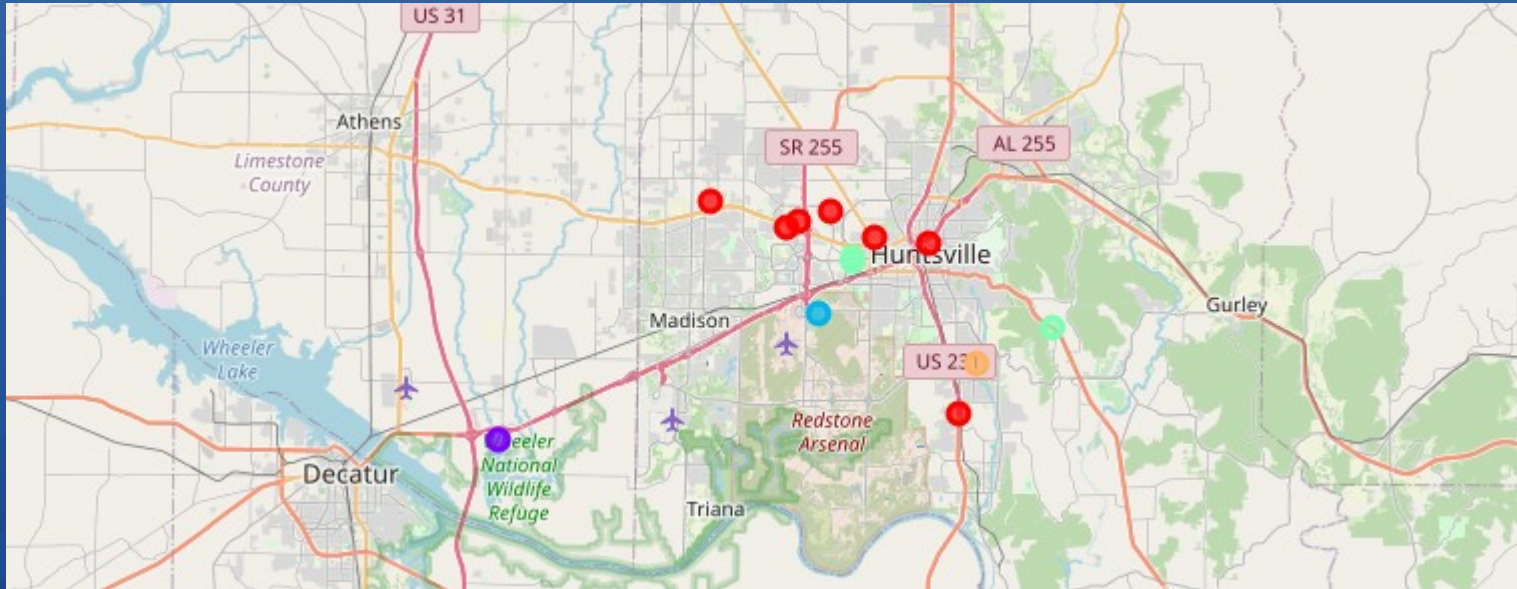 US 31
Athens
Limestone
County
SR 255
AL 255
Huntsville
Gurley
Madison
Wheeler
Lake
US 231
Redstone
Arsenal
Wheeler
National
Wildlife
Refuge
Decatur
Triana